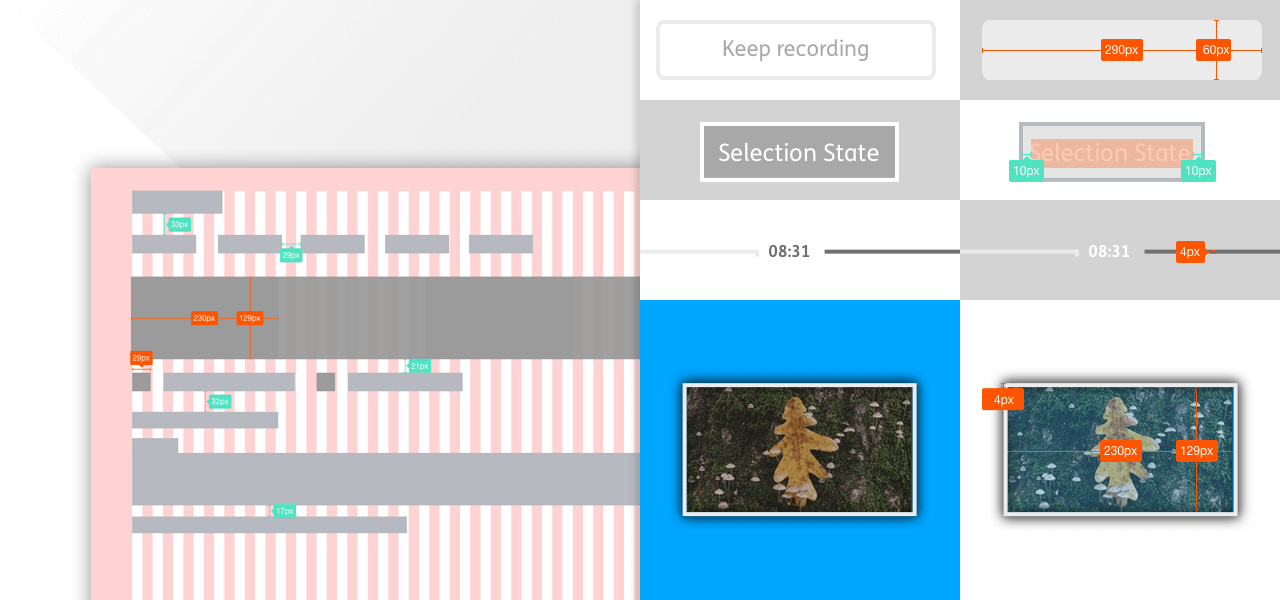 33px
29px
230px
129px
29px
21px
32px
17px
Keep recording
290px
60px
Selection State
Selection State
10px
10px
08:31
08:31
4px
4px
230px
129px